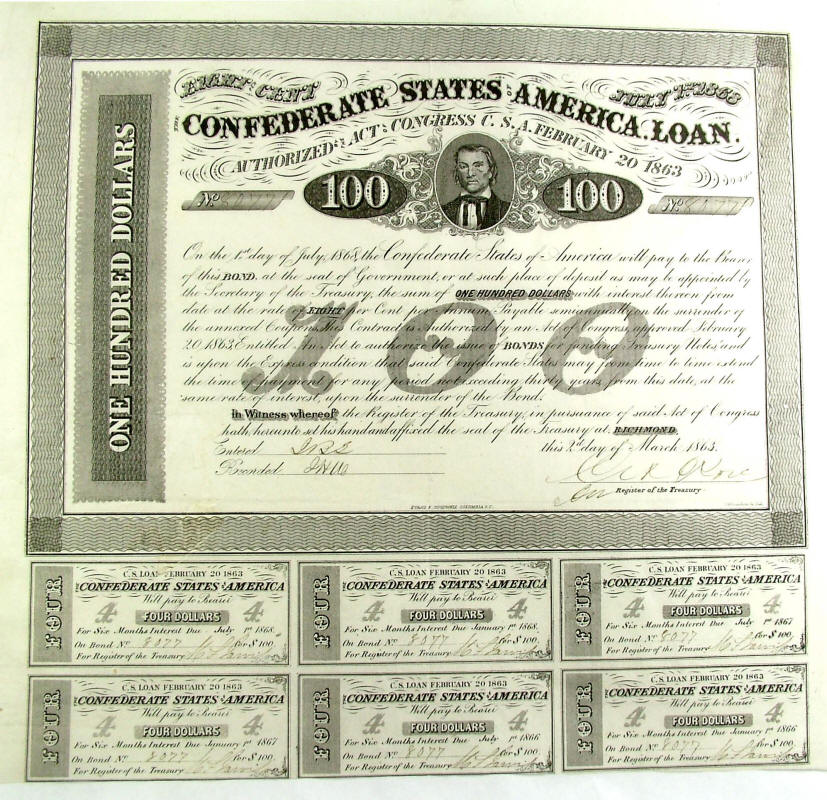 EIGHT PR CENT JULY 1ST 1868
THE CONFEDERATE STATES OF AMERICA. LOAN.
AUTHORIZED BY ACT OF CONGRESS C. S. A. FEBRUARY 20 1863
No. 8077 100 100 No. 8077
ONE HUNDRED DOLLARS
On the 1st day of July, 1868, the Confederate States of America will pay to the Bearer
of this BOND, at the seat of Government, or at such place of deposit as may be appointed by
the Secretary of the Treasury, the sum of ONE HUNDRED DOLLARS with interest thereon from
date at the rate of EIGHT per Cent per annum, Payable semiannually on the surrender of
the annexed Coupons. This Contract is authorized by an Act of Congress approved February
20 1863, Entitled "An Act to authorize the issue of BONDS for funding Treasury Notes" and
is upon the Express condition that said Confederate States may from time to time extend
the time of payment for any period not exceeding thirty years from this date, at the
same rate of interest, upon the surrender of the Bond.
100
in Witness whereof the Register of the Treasury, in pursuance of said Act of Congress
hath hereunto set his hand and affixed the seal of the Treasury at RICHMOND
Entered this 2d day of March 1863.
Recorded
Register of the Treasury
EVANS & COGSWELL COLUMBIA S.C.
FOUR
C.S. LOAN FEBRUARY 20 1863
THE CONFEDERATE STATES OF AMERICA
Will pay to Bearer
4 FOUR DOLLARS 4
For Six Months Interest Due July 1st 1868.
On Bond No. 8077 for $100.
For Register of the Treasury
FOUR
C.S. LOAN FEBRUARY 20 1863
THE CONFEDERATE STATES OF AMERICA
Will pay to Bearer
4 FOUR DOLLARS 4
For Six Months Interest Due January 1st 1868.
On Bond No. 8077 for $100.
For Register of the Treasury
FOUR
C.S. LOAN FEBRUARY 20 1863
THE CONFEDERATE STATES OF AMERICA
Will pay to Bearer
4 FOUR DOLLARS 4
For Six Months Interest Due July 1st 1867
On Bond No. 8077 for $100.
For Register of the Treasury
FOUR
C.S. LOAN FEBRUARY 20 1863
THE CONFEDERATE STATES OF AMERICA
Will pay to Bearer
4 FOUR DOLLARS 4
For Six Months Interest Due January 1st 1867
On Bond No. 8077 for $100.
For Register of the Treasury
FOUR
C.S. LOAN FEBRUARY 20 1863
THE CONFEDERATE STATES OF AMERICA
Will pay to Bearer
4 FOUR DOLLARS 4
For Six Months Interest Due July 1st 1866
On Bond No. 8077 for $100.
For Register of the Treasury
FOUR
C.S. LOAN FEBRUARY 20 1863
THE CONFEDERATE STATES OF AMERICA
Will pay to Bearer
4 FOUR DOLLARS 4
For Six Months Interest Due January 1st 1866
On Bond No. 8077 for $100.
For Register of the Treasury